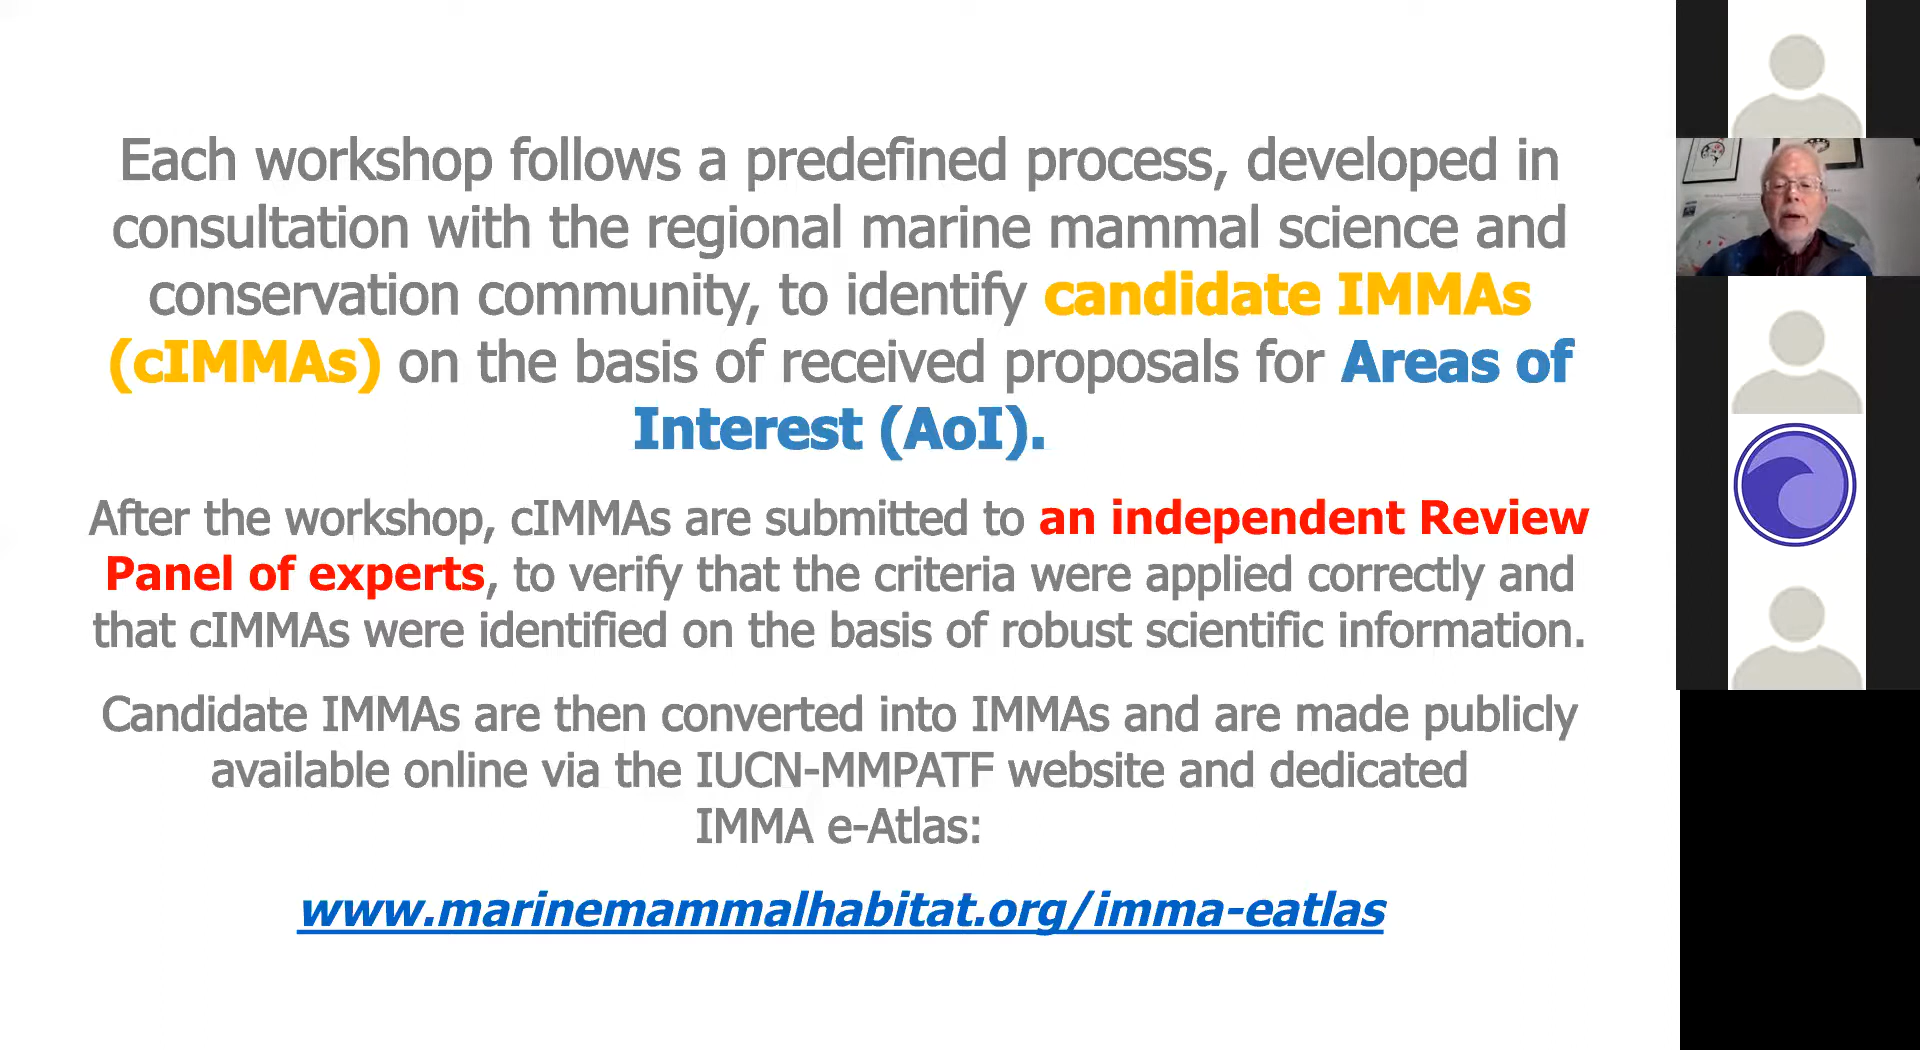 Each workshop follows a predefined process, developed in
consultation with the regional marine mammal science and
conservation community, to identify candidate IMMAs
(cIMMAs) on the basis of received proposals for Areas of
Interest (AoI).
After the workshop, cIMMAs are submitted to an independent Review
Panel of experts, to verify that the criteria were applied correctly and
that cIMMAs were identified on the basis of robust scientific information.
Candidate IMMAs are then converted into IMMAs and are made publicly
available online via the IUCN-MMPATF website and dedicated
IMMA e-Atlas:
www.marinemammalhabitat.org/imma-eatlas